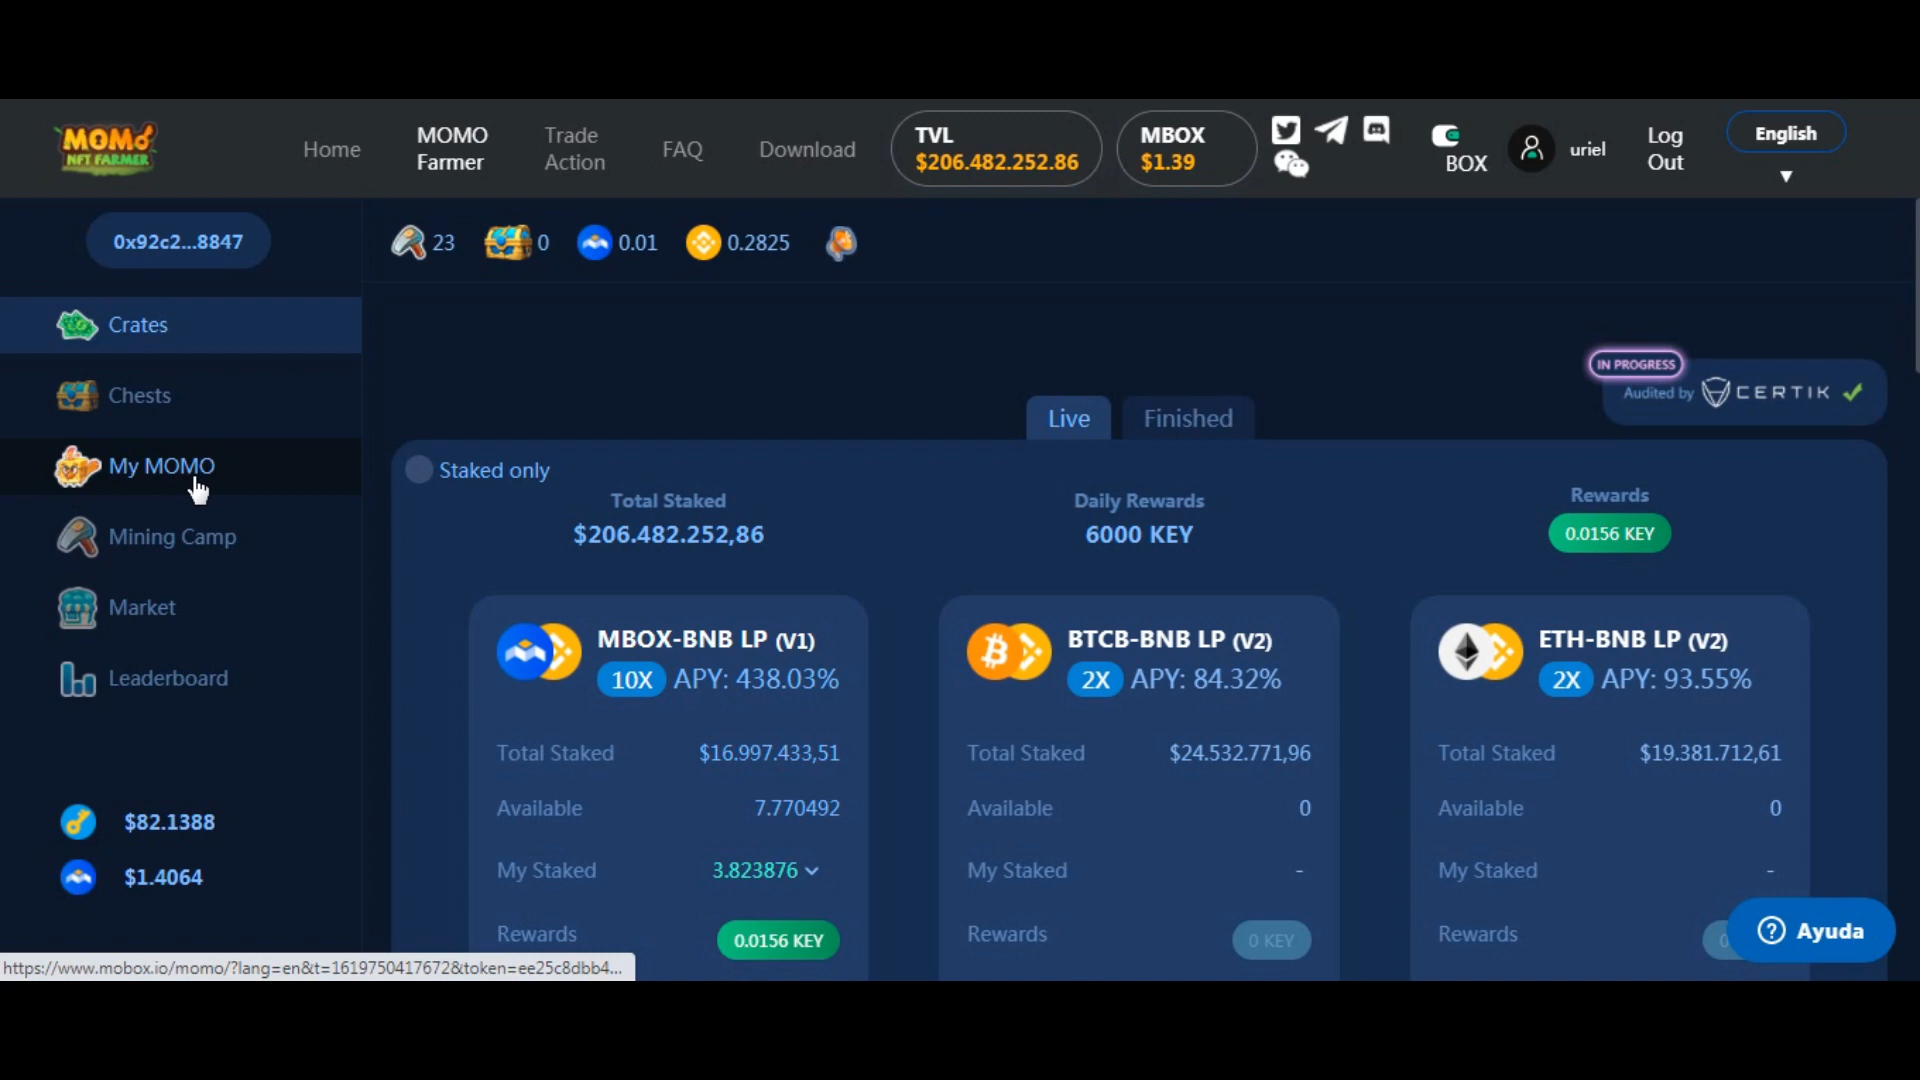 MOMO
NFT FARMER
Home
MOMO
Farmer
Trade
Action
FAQ
Download
TVL
$206.482.252.86
MBOX
$1.39
BOX
uriel
Log
Out
English
▼
0x92c2...8847
23
0
0.01
0.2825
Crates
Chests
My MOMO
Mining Camp
Market
Leaderboard
$82.1388
$1.4064
IN PROGRESS
Audited by CERTIK
Live
Finished
Staked only
Total Staked
$206.482.252,86
Daily Rewards
6000 KEY
Rewards
0.0156 KEY
MBOX-BNB LP (V1)
10X APY: 438.03%
Total Staked $16.997.433,51
Available 7.770492
My Staked 3.823876
Rewards 0.0156 KEY
BTCB-BNB LP (V2)
2X APY: 84.32%
Total Staked $24.532.771,96
Available 0
My Staked -
Rewards 0 KEY
ETH-BNB LP (V2)
2X APY: 93.55%
Total Staked $19.381.712,61
Available 0
My Staked -
Rewards 0
Ayuda
https://www.mobox.io/momo/?lang=en&t=1619750417672&token=ee25c8dbb4...